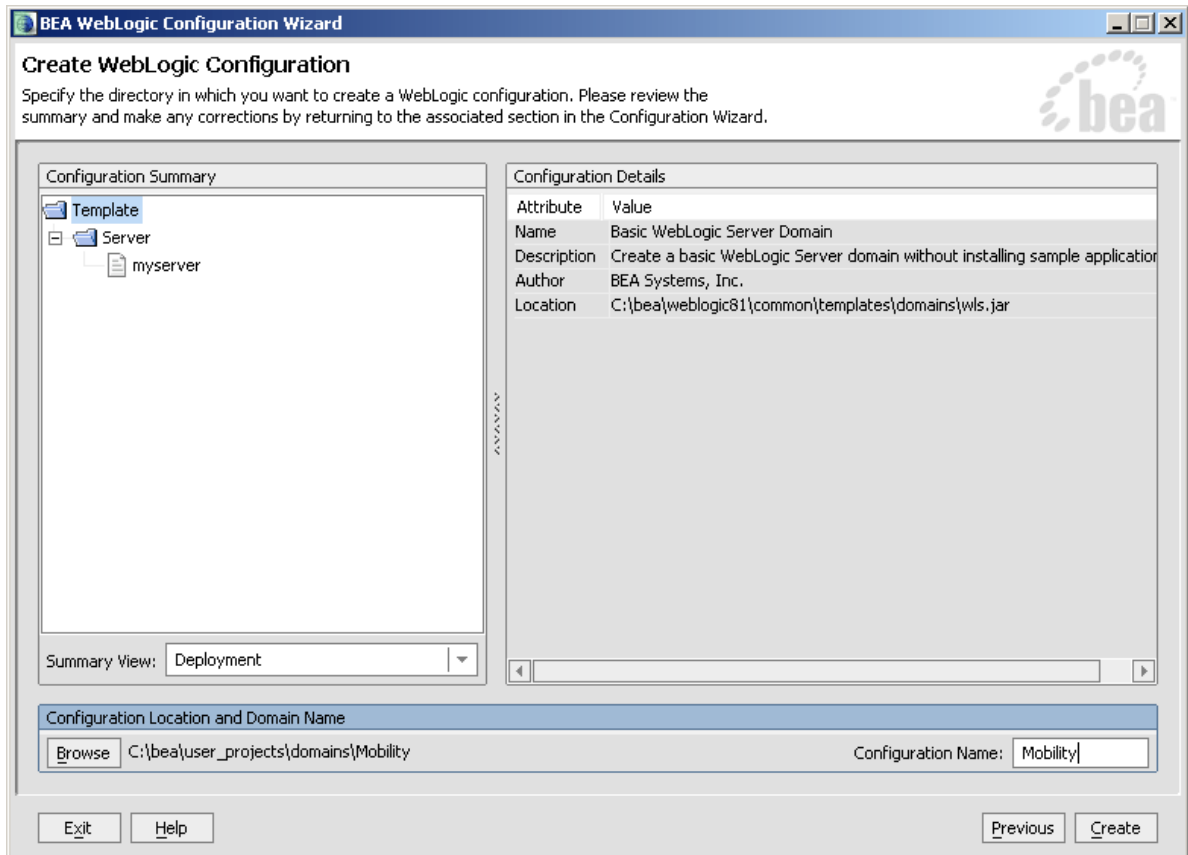 BEA WebLogic Configuration Wizard
Create WebLogic Configuration
Specify the directory in which you want to create a WebLogic configuration. Please review the
summary and make any corrections by returning to the associated section in the Configuration Wizard.
bea
Configuration Summary
Template
Server
myserver
Summary View: Deployment
Configuration Details
Attribute Value
Name Basic WebLogic Server Domain
Description Create a basic WebLogic Server domain without installing sample application
Author BEA Systems, Inc.
Location C:\bea\weblogic81\common\templates\domains\wls.jar
Configuration Location and Domain Name
Browse C:\bea\user_projects\domains\Mobility Configuration Name: Mobility
Exit Help Previous Create